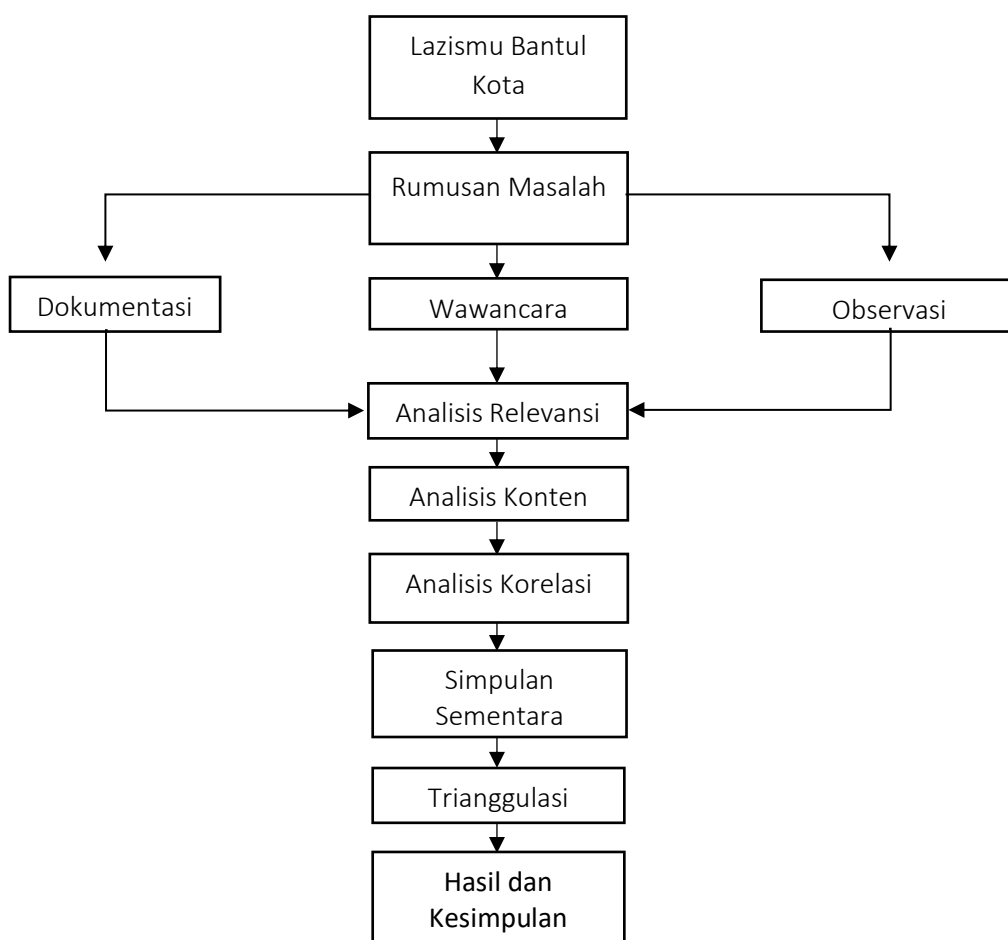 Lazismu Bantul
Kota
Rumusan Masalah
Dokumentasi
Wawancara
Observasi
Analisis Relevansi
Analisis Konten
Analisis Korelasi
Simpulan
Sementara
Trianggulasi
Hasil dan
Kesimpulan